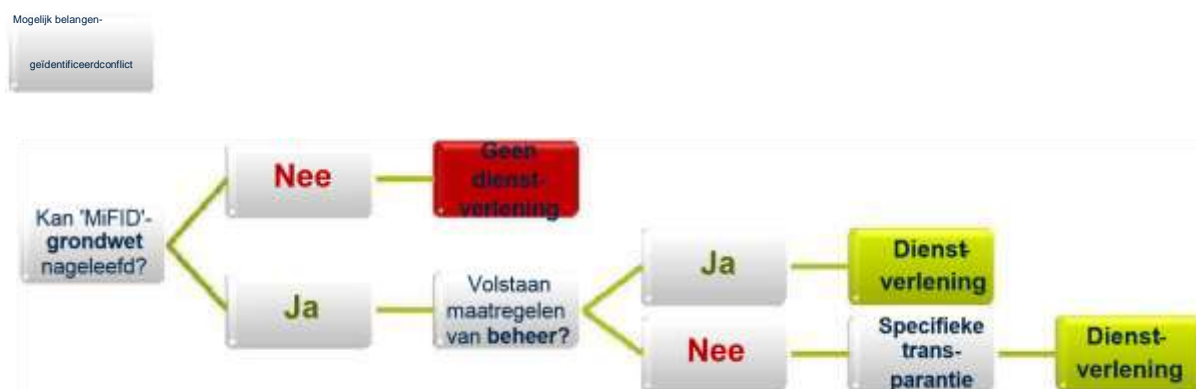 Mogelijk belangen-
geïdentificeerdconflict
Kan 'MiFID'-
grondwet
nageleefd?
Nee
Geen
dienst-
verlening
Ja
Volstaan
maatregelen
van beheer?
Ja
Dienst-
verlening
Nee
Specifieke
trans-
parantie
Dienst-
verlening